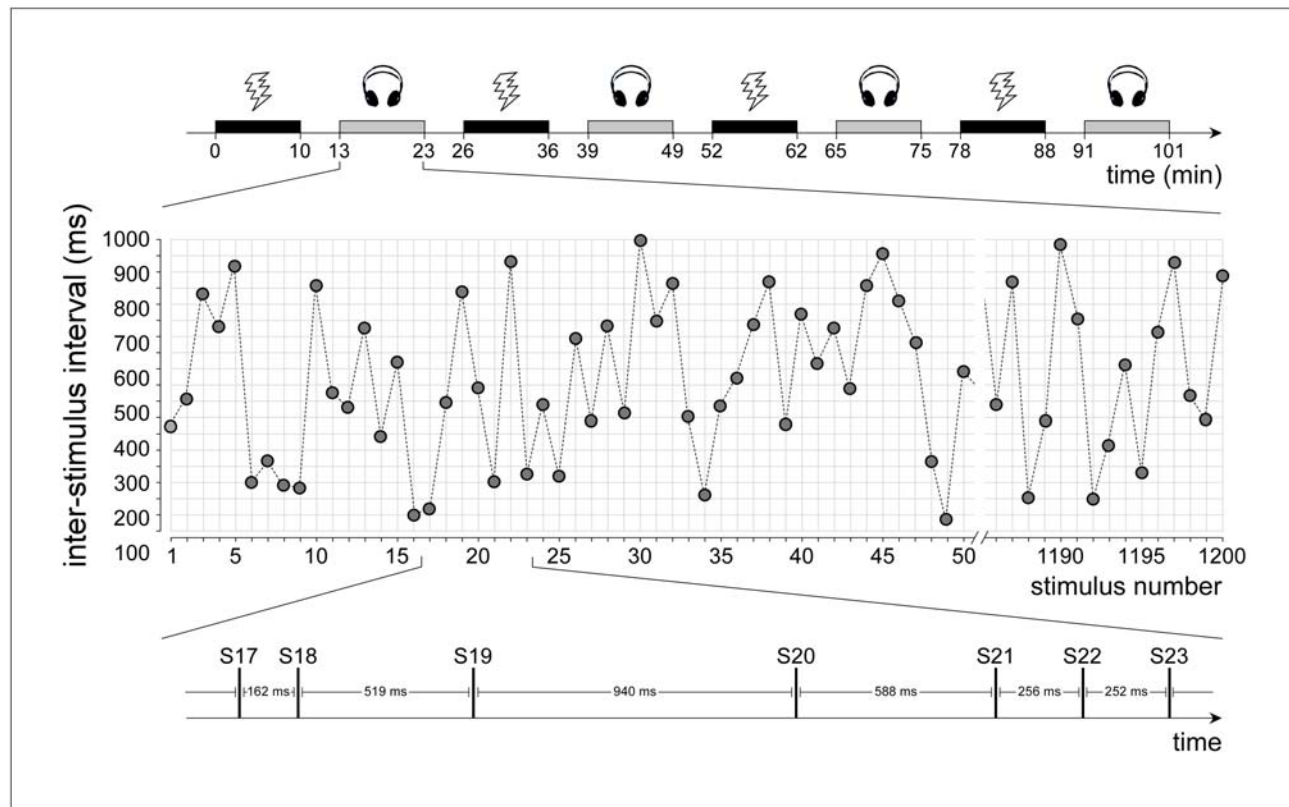 0 10 13 23 26 36 39 49 52 62 65 75 78 88 91 101
time (min)
inter-stimulus interval (ms)
1000
900
800
700
600
500
400
300
200
100
1 5 10 15 20 25 30 35 40 45 50 1190 1195 1200
stimulus number
S17 S18 S19 S20 S21 S22 S23
162 ms 519 ms 940 ms 588 ms 256 ms 252 ms
time